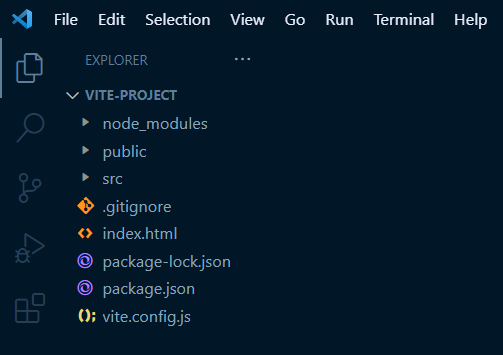 File Edit Selection View Go Run Terminal Help
EXPLORER ...
VITE-PROJECT
node_modules
public
src
.gitignore
index.html
package-lock.json
package.json
vite.config.js